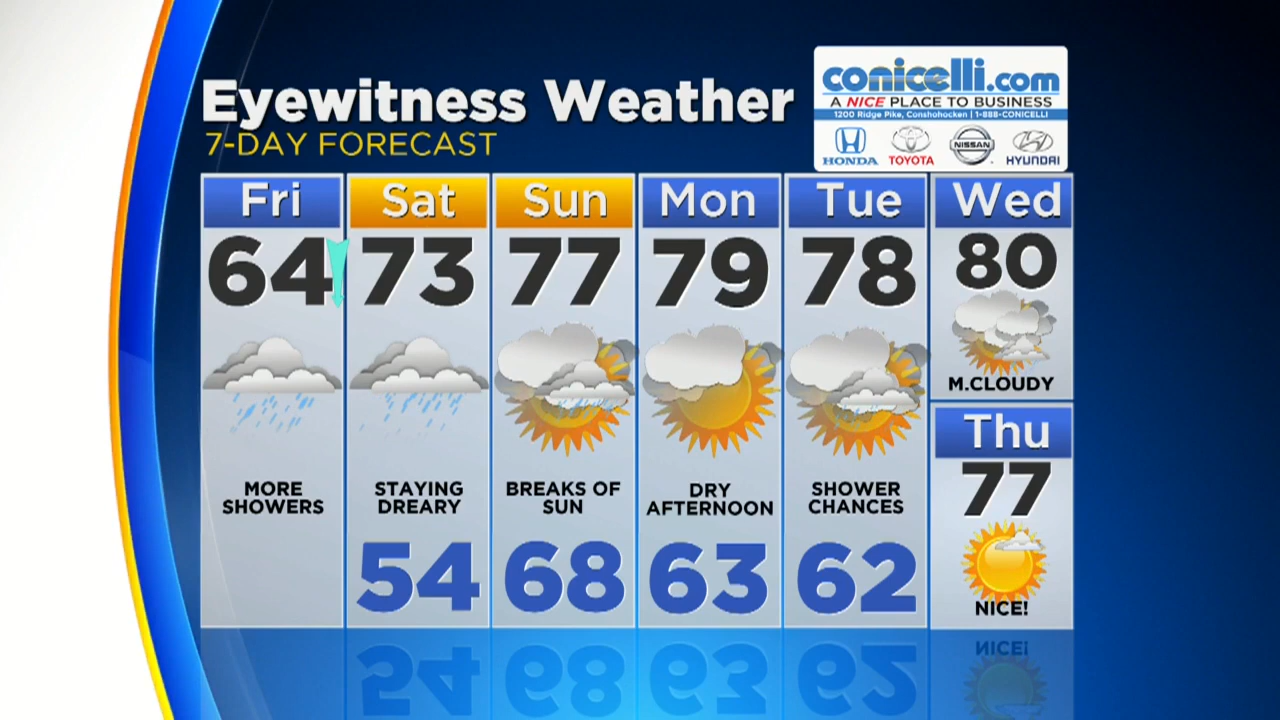 Eyewitness Weather
7-DAY FORECAST
conicelli.com
A NICE PLACE TO BUSINESS
1200 Ridge Pike, Conshohocken | 1-888-CONICELLI
HONDA TOYOTA NISSAN HYUNDAI
Fri
64
MORE
SHOWERS
Sat
73
STAYING
DREARY
54
Sun
77
BREAKS OF
SUN
68
Mon
79
DRY
AFTERNOON
63
Tue
78
SHOWER
CHANCES
62
Wed
80
M.CLOUDY
Thu
77
NICE!